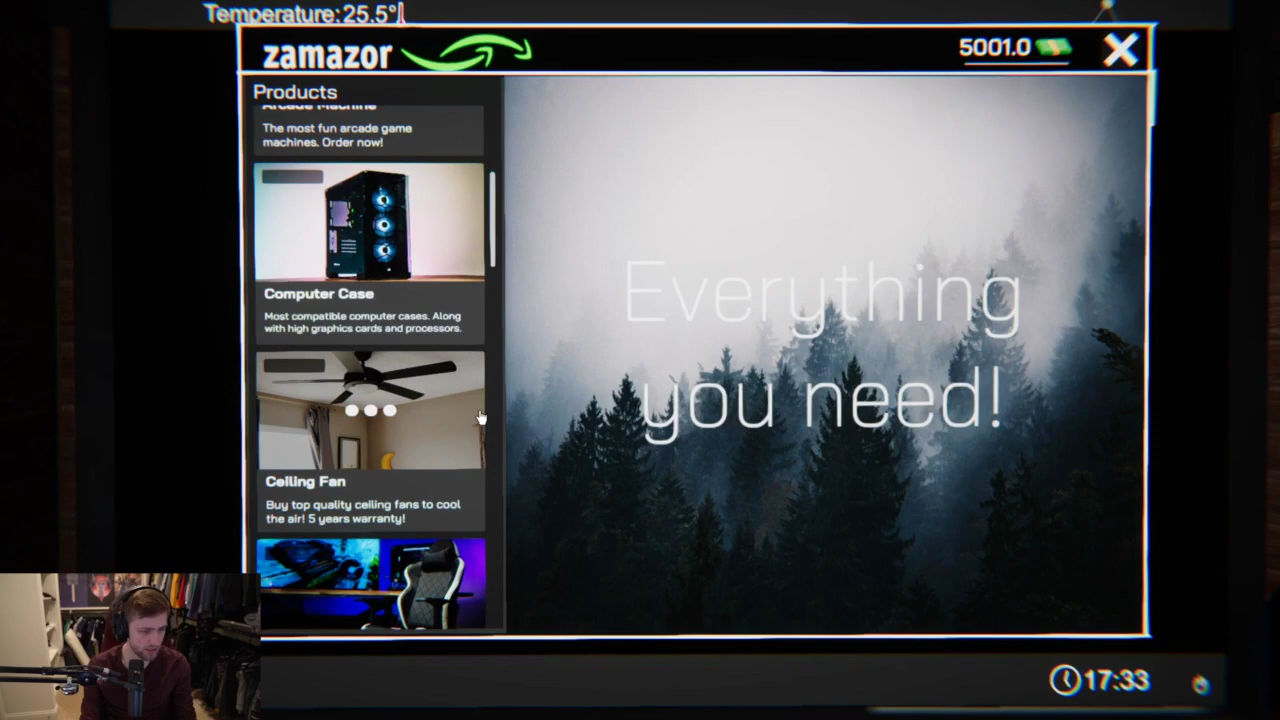 Temperature: 25.5°
zamazor
5001.0
Products
Arcade Machine
The most fun arcade game
machines. Order now!
Computer Case
Most compatible computer cases. Along
with high graphics cards and processors.
Ceiling Fan
Buy top quality ceiling fans to cool
the air! 5 years warranty!
Everything
you need!
17:33